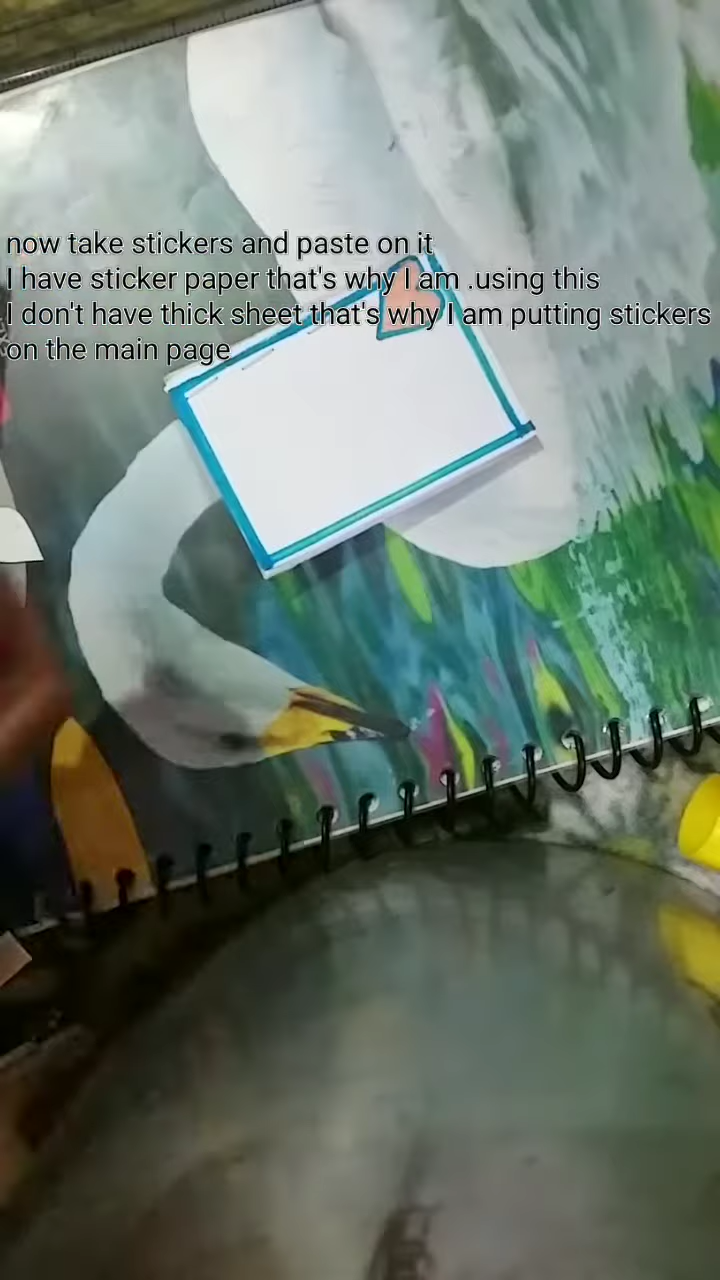 now take stickers and paste on it
I have sticker paper that's why I am .using this
I don't have thick sheet that's why I am putting stickers
on the main page